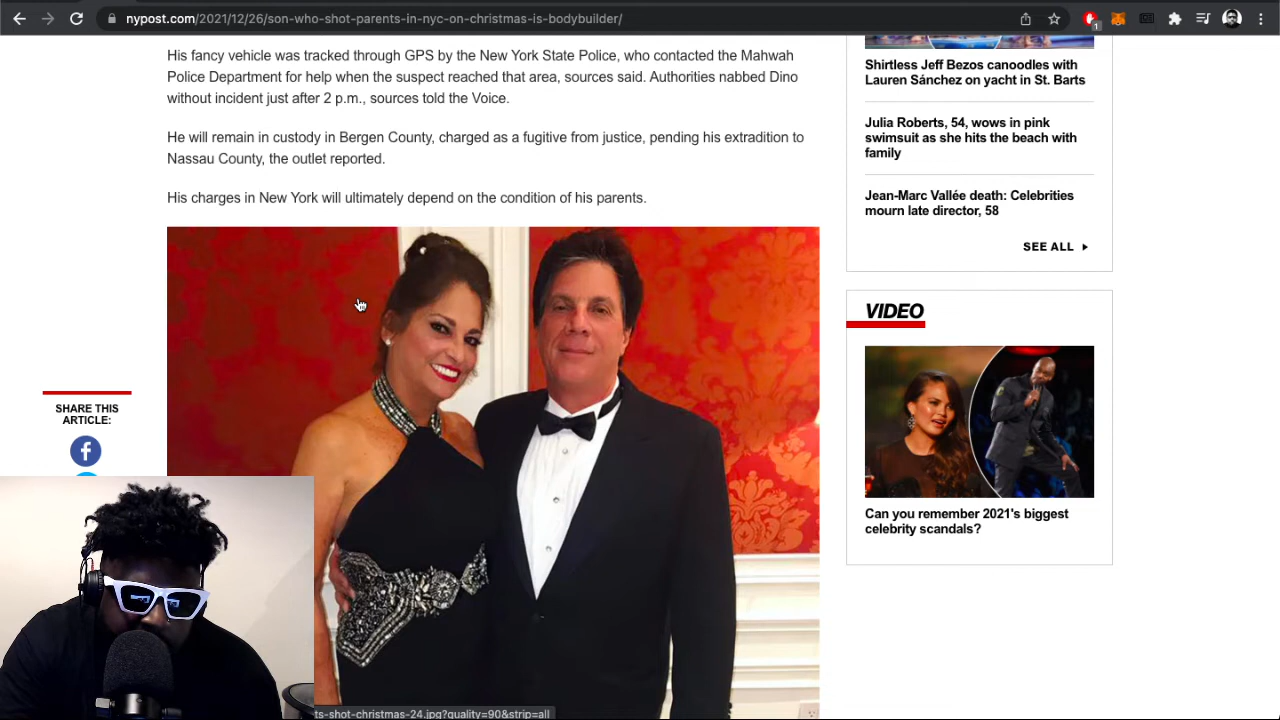 nypost.com/2021/12/26/son-who-shot-parents-in-nyc-on-christmas-is-bodybuilder/
1
His fancy vehicle was tracked through GPS by the New York State Police, who contacted the Mahwah
Police Department for help when the suspect reached that area, sources said. Authorities nabbed Dino
without incident just after 2 p.m., sources told the Voice.
He will remain in custody in Bergen County, charged as a fugitive from justice, pending his extradition to
Nassau County, the outlet reported.
His charges in New York will ultimately depend on the condition of his parents.
SHARE THIS
ARTICLE:
f
ts-shot-christmas-24.jpg?quality=90&strip=all
Shirtless Jeff Bezos canoodles with
Lauren Sánchez on yacht in St. Barts
Julia Roberts, 54, wows in pink
swimsuit as she hits the beach with
family
Jean-Marc Vallée death: Celebrities
mourn late director, 58
SEE ALL
VIDEO
Can you remember 2021's biggest
celebrity scandals?